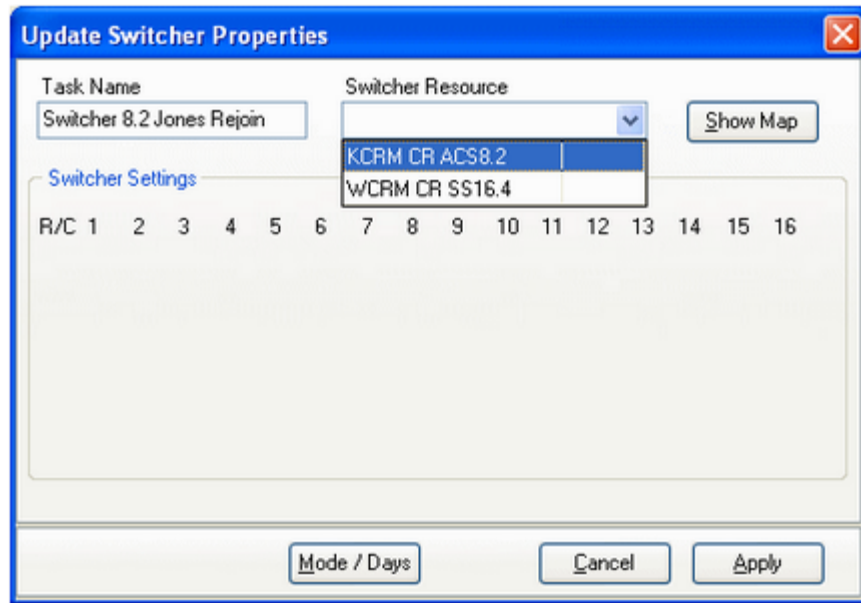 Update Switcher Properties
Task Name
Switcher Resource
Switcher 8.2 Jones Rejoin
Show Map
KCRM CR ACS8.2
WCRM CR SS16.4
Switcher Settings
R/C 1 2 3 4 5 6 7 8 9 10 11 12 13 14 15 16
Mode / Days
Cancel
Apply